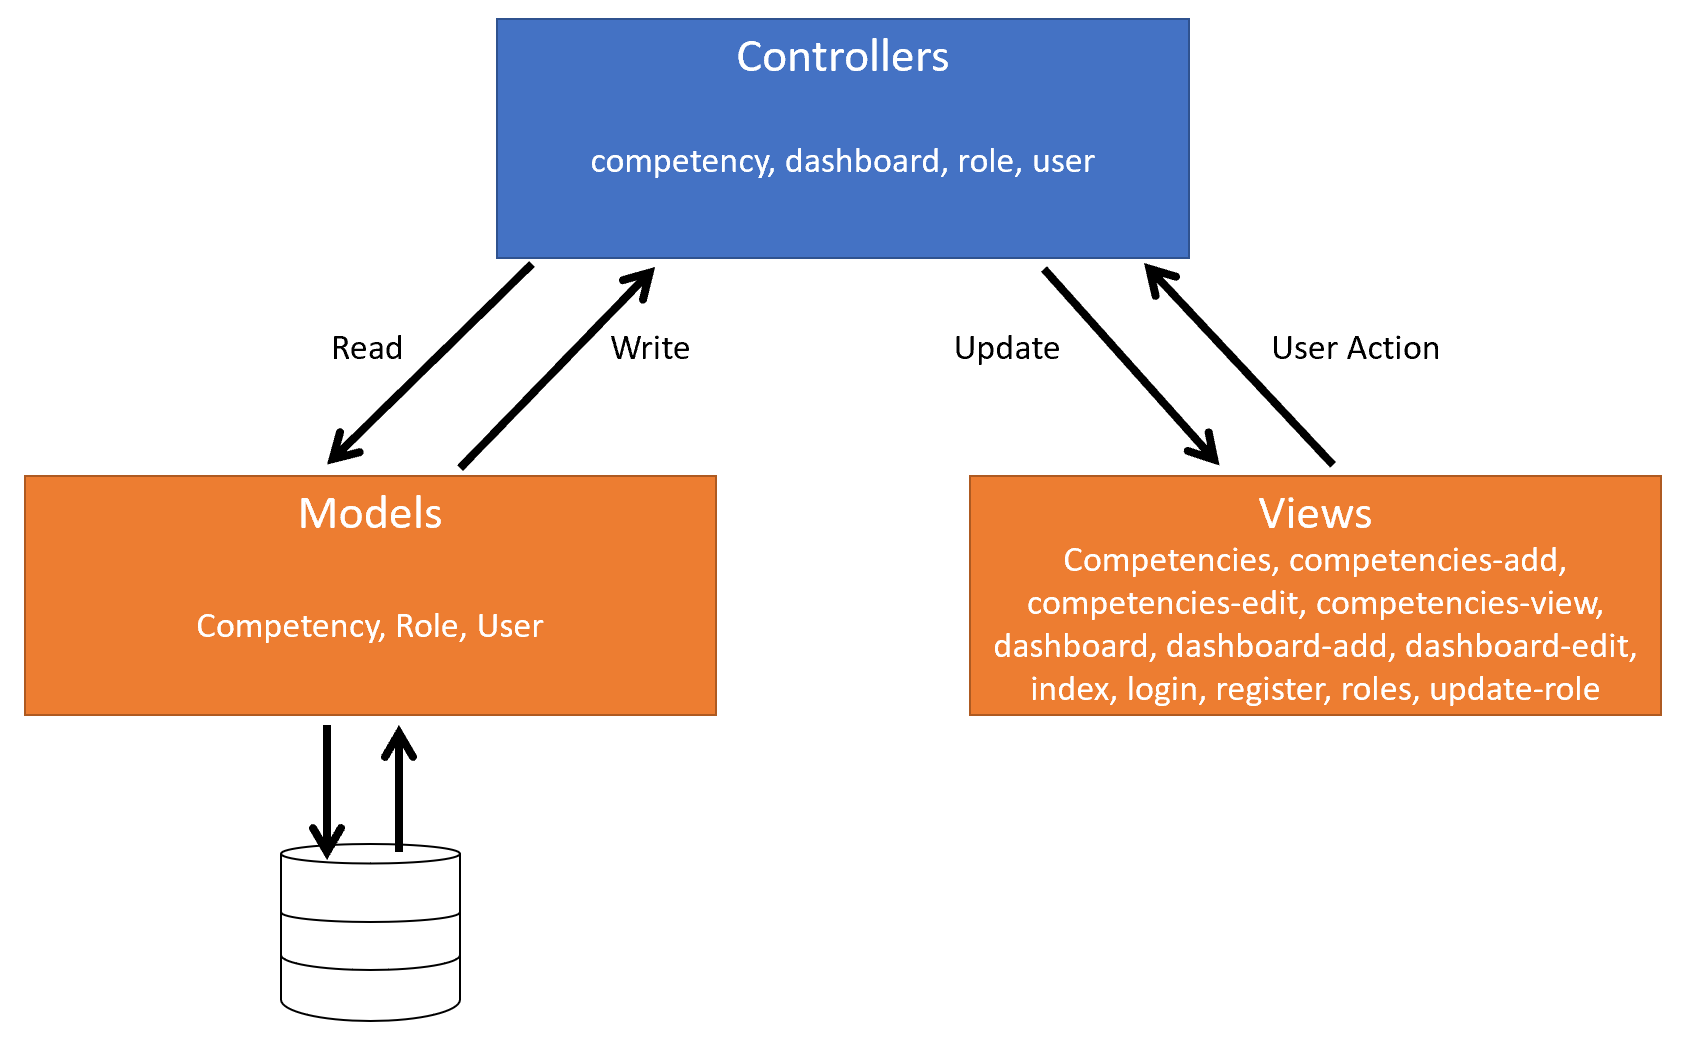 Controllers
competency, dashboard, role, user
Read
Write
Update
User Action
Models
Competency, Role, User
Views
Competencies, competencies-add,
competencies-edit, competencies-view,
dashboard, dashboard-add, dashboard-edit,
index, login, register, roles, update-role